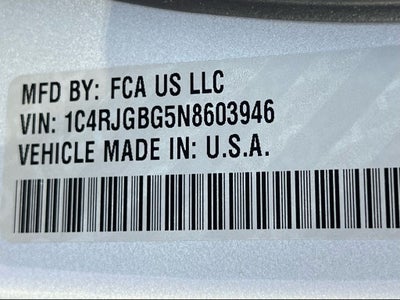 MFD BY: FCA US LLC
VIN: 1C4RJGBG5N8603946
VEHICLE MADE IN: U.S.A.